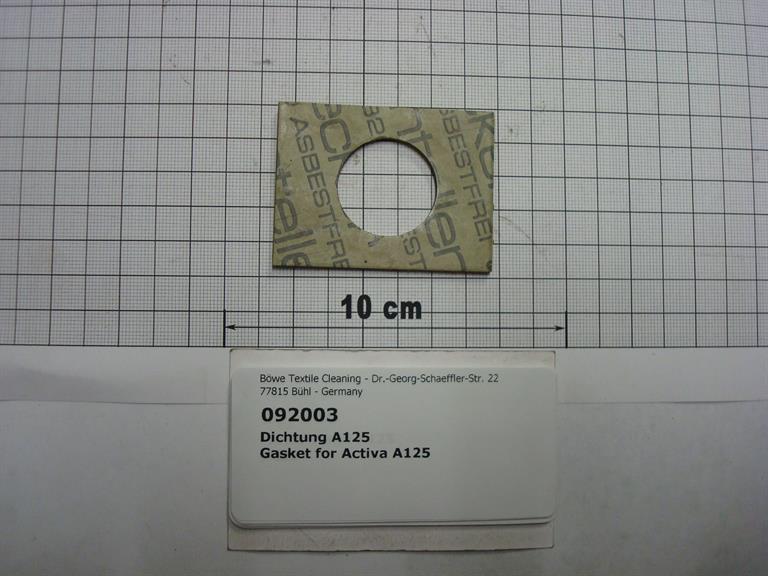 ASBESTFREI
ASBESTFREI
ASBESTFREI
10 cm
Böwe Textile Cleaning - Dr.-Georg-Schaeffler-Str. 22
77815 Bühl - Germany
092003
Dichtung A125
Gasket for Activa A125